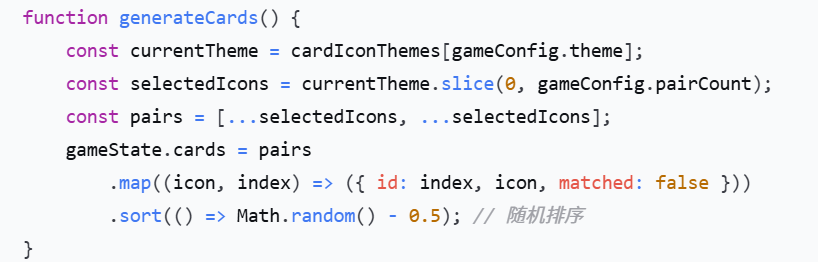 function generateCards() {
    const currentTheme = cardIconThemes[gameConfig.theme];
    const selectedIcons = currentTheme.slice(0, gameConfig.pairCount);
    const pairs = [...selectedIcons, ...selectedIcons];
    gameState.cards = pairs
        .map((icon, index) => ({ id: index, icon, matched: false }))
        .sort(() => Math.random() - 0.5); // 随机排序
}